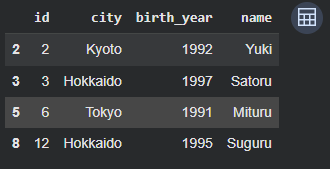 id city birth_year name
2 2 Kyoto 1992 Yuki
3 3 Hokkaido 1997 Satoru
5 6 Tokyo 1991 Mituru
8 12 Hokkaido 1995 Suguru